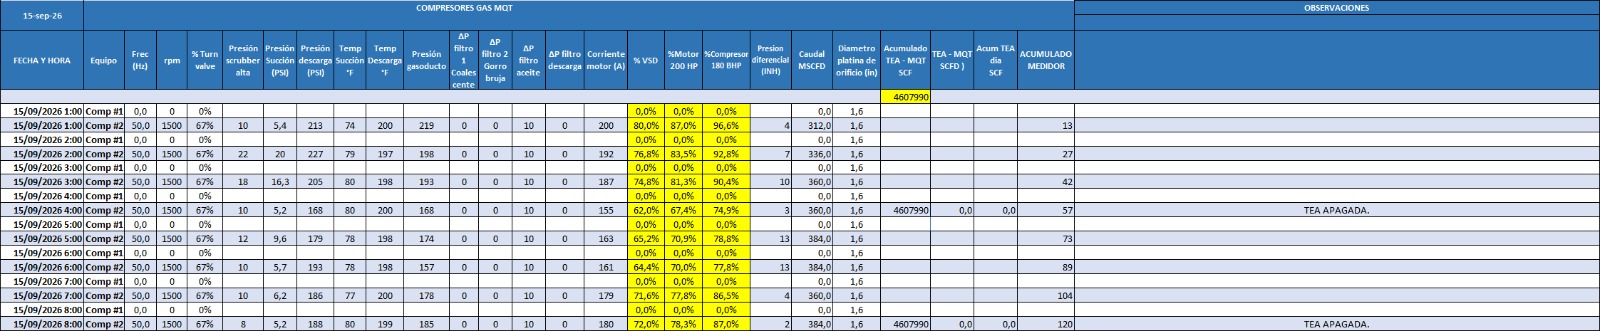 15-sep-26 COMPRESORES GAS MQT OBSERVACIONES
FECHA Y HORA Equipo Frec (Hz) rpm % Turn valve Presión scrubber alta Presión Succión (PSI) Presión descarga (PSI) Temp Succión °F Temp Descarga °F Presión gasoducto ΔP filtro 1 Coales cente ΔP filtro 2 Gorro bruja ΔP filtro aceite ΔP filtro descarga Corriente motor (A) % VSD %Motor 200 HP %Compresor 180 BHP Presion diferencial (INH) Caudal MSCFD Diametro platina de orificio (in) Acumulado TEA - MQT SCF TEA - MQT SCFD ) Acum TEA dia SCF ACUMULADO MEDIDOR
4607990
15/09/2026 1:00 Comp #1 0,0 0 0% 0,0% 0,0% 0,0% 0,0 1,6
15/09/2026 1:00 Comp #2 50,0 1500 67% 10 5,4 213 74 200 219 0 0 10 0 200 80,0% 87,0% 96,6% 4 312,0 1,6 13
15/09/2026 2:00 Comp #1 0,0 0 0% 0,0% 0,0% 0,0% 0,0 1,6
15/09/2026 2:00 Comp #2 50,0 1500 67% 22 20 227 79 197 198 0 0 10 0 192 76,8% 83,5% 92,8% 7 336,0 1,6 27
15/09/2026 3:00 Comp #1 0,0 0 0% 0,0% 0,0% 0,0% 0,0 1,6
15/09/2026 3:00 Comp #2 50,0 1500 67% 18 16,3 205 80 198 193 0 0 10 0 187 74,8% 81,3% 90,4% 10 360,0 1,6 42
15/09/2026 4:00 Comp #1 0,0 0 0% 0,0% 0,0% 0,0% 0,0 1,6
15/09/2026 4:00 Comp #2 50,0 1500 67% 10 5,2 168 80 200 168 0 0 10 0 155 62,0% 67,4% 74,9% 3 360,0 1,6 4607990 0,0 0,0 57 TEA APAGADA.
15/09/2026 5:00 Comp #1 0,0 0 0% 0,0% 0,0% 0,0% 0,0 1,6
15/09/2026 5:00 Comp #2 50,0 1500 67% 12 9,6 179 78 198 174 0 0 10 0 163 65,2% 70,9% 78,8% 13 384,0 1,6 73
15/09/2026 6:00 Comp #1 0,0 0 0% 0,0% 0,0% 0,0% 0,0 1,6
15/09/2026 6:00 Comp #2 50,0 1500 67% 10 5,7 193 78 198 157 0 0 10 0 161 64,4% 70,0% 77,8% 13 384,0 1,6 89
15/09/2026 7:00 Comp #1 0,0 0 0% 0,0% 0,0% 0,0% 0,0 1,6
15/09/2026 7:00 Comp #2 50,0 1500 67% 10 6,2 186 77 200 178 0 0 10 0 179 71,6% 77,8% 86,5% 4 360,0 1,6 104
15/09/2026 8:00 Comp #1 0,0 0 0% 0,0% 0,0% 0,0% 0,0 1,6
15/09/2026 8:00 Comp #2 50,0 1500 67% 8 5,2 188 80 199 185 0 0 10 0 180 72,0% 78,3% 87,0% 2 384,0 1,6 4607990 0,0 0,0 120 TEA APAGADA.